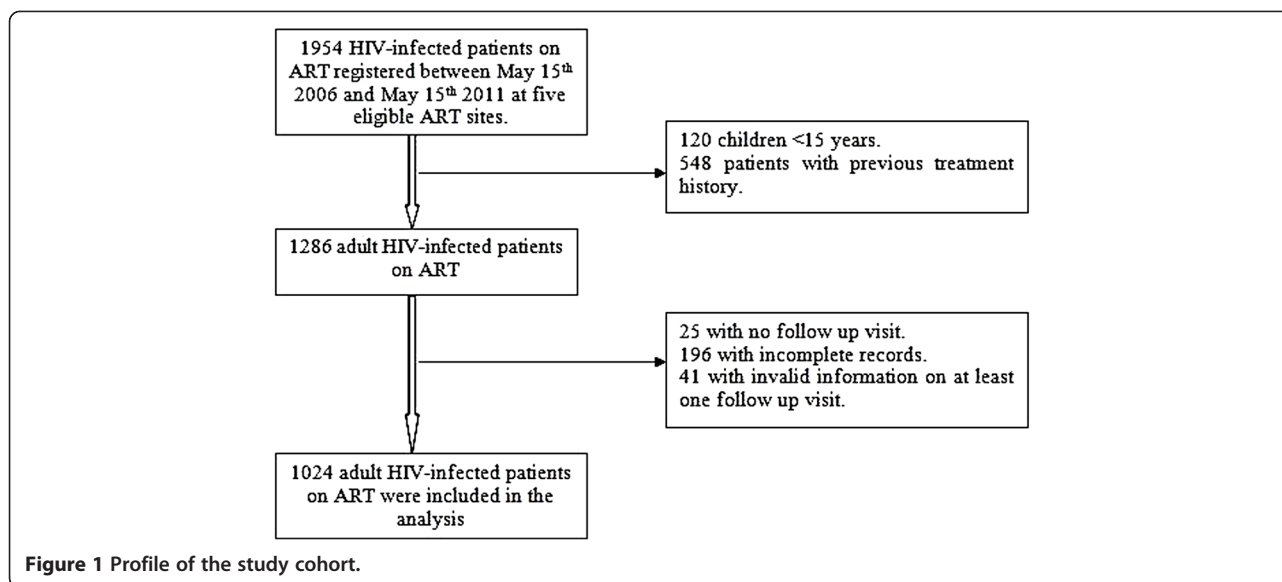 1954 HIV-infected patients on
ART registered between May 15th
2006 and May 15th 2011 at five
eligible ART sites.
120 children <15 years.
548 patients with previous treatment
history.
1286 adult HIV-infected patients
on ART
25 with no follow up visit.
196 with incomplete records.
41 with invalid information on at least
one follow up visit.
1024 adult HIV-infected patients
on ART were included in the
analysis
Figure 1 Profile of the study cohort.